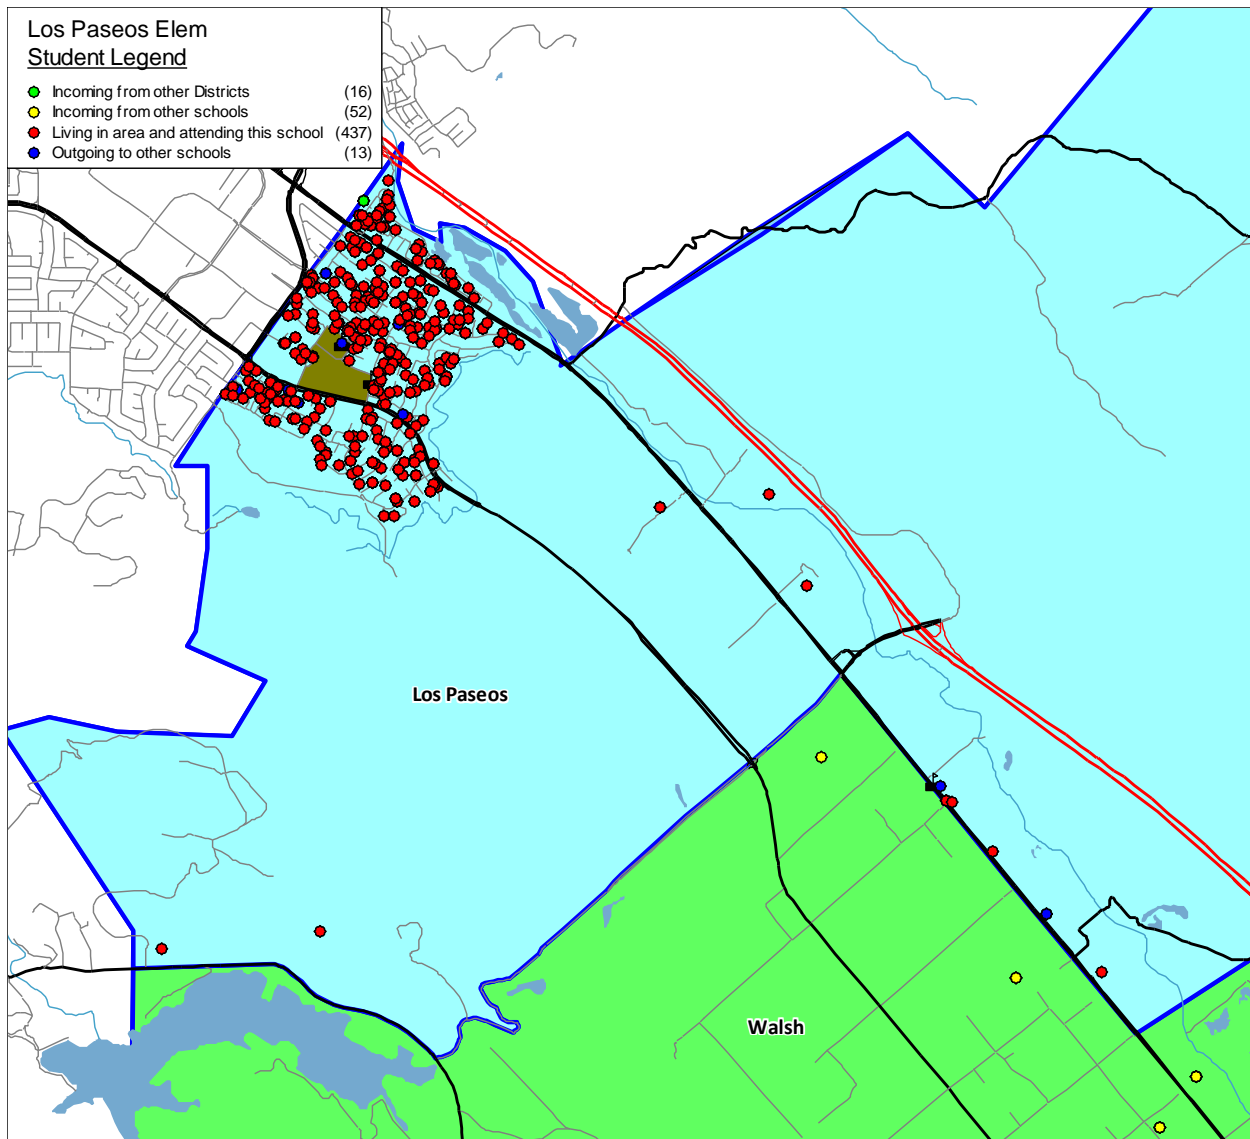 Los Paseos Elem
Student Legend
Incoming from other Districts (16)
Incoming from other schools (52)
Living in area and attending this school (437)
Outgoing to other schools (13)
Los Paseos
Walsh